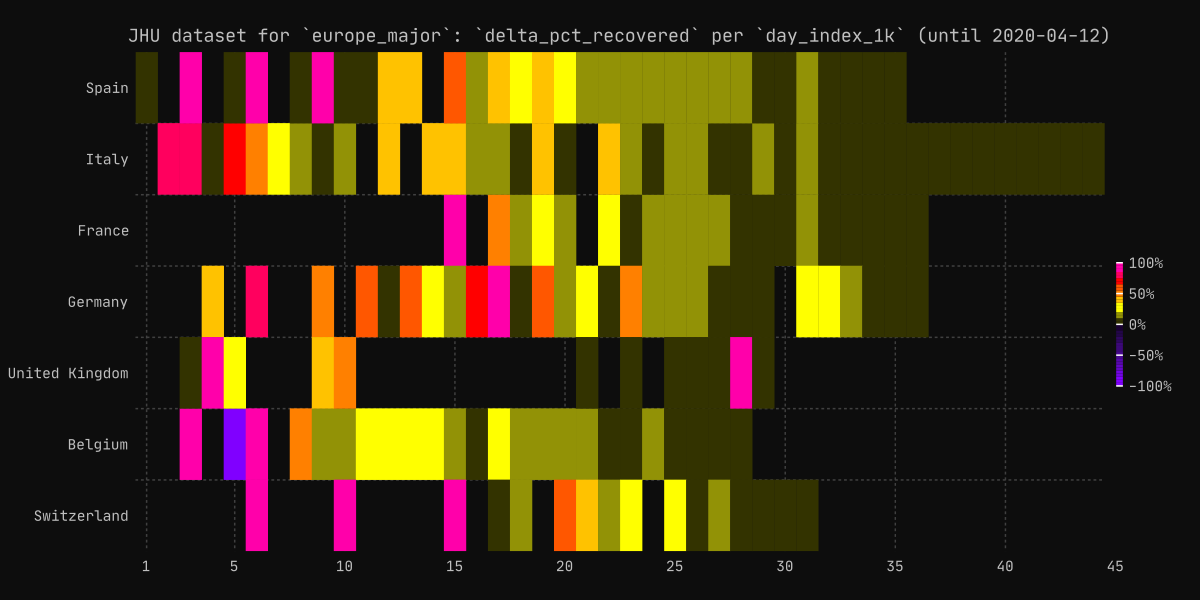 JHU dataset for `europe_major`: `delta_pct_recovered` per `day_index_1k` (until 2020-04-12)
Spain
Italy
France
Germany
United Kingdom
Belgium
Switzerland
100%
50%
0%
-50%
-100%
1 5 10 15 20 25 30 35 40 45